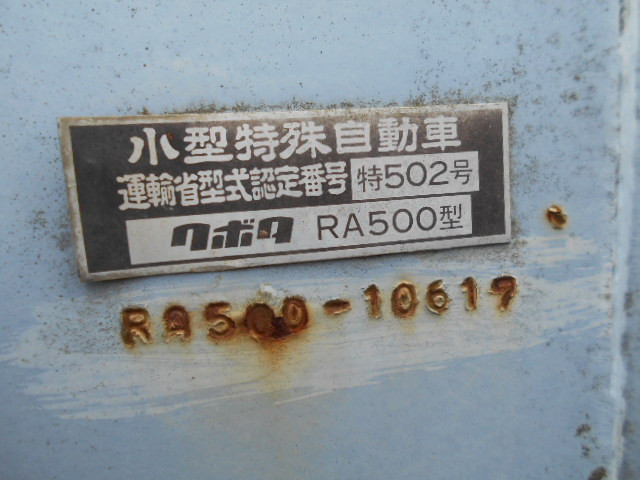 小型特殊自動車
運輸省型式認定番号 特502号
クボタ RA500型
RA500-10617